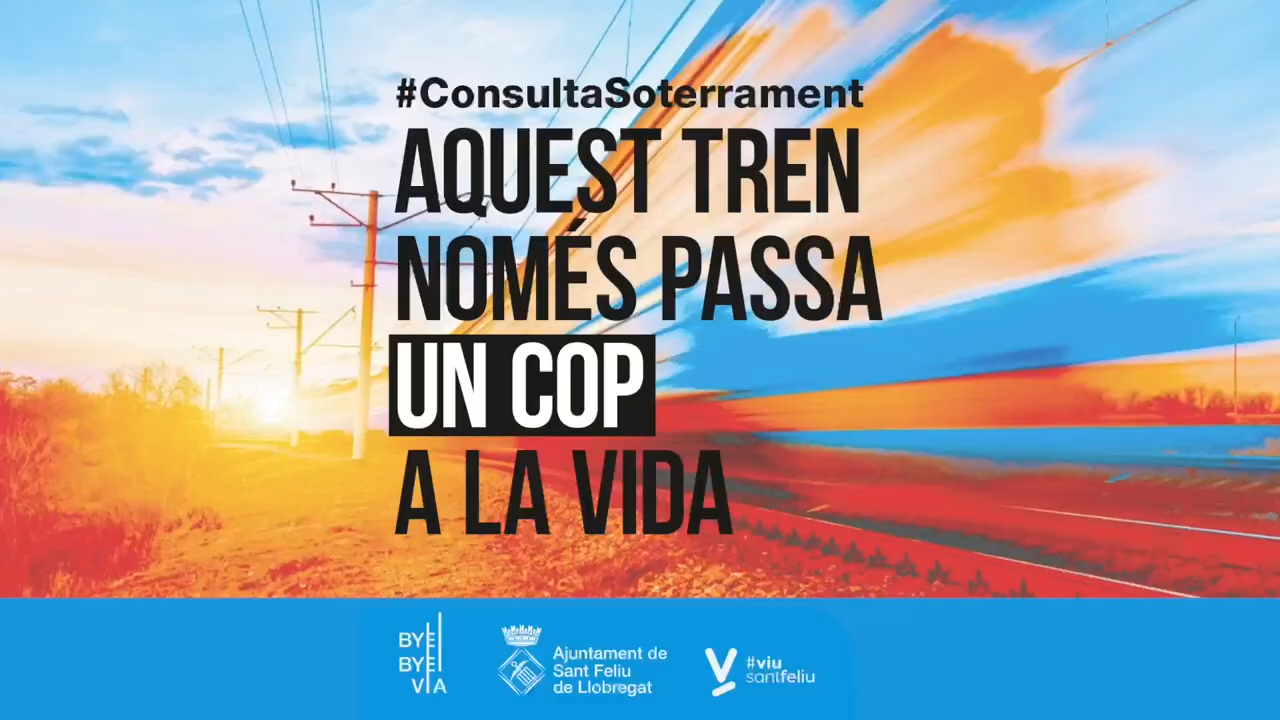 #ConsultaSoterrament
AQUEST TREN
NOMÉS PASSA
UN COP
A LA VIDA
BYE
BYE
VIA
Ajuntament de
Sant Feliu
de Llobregat
#viu
santfeliu